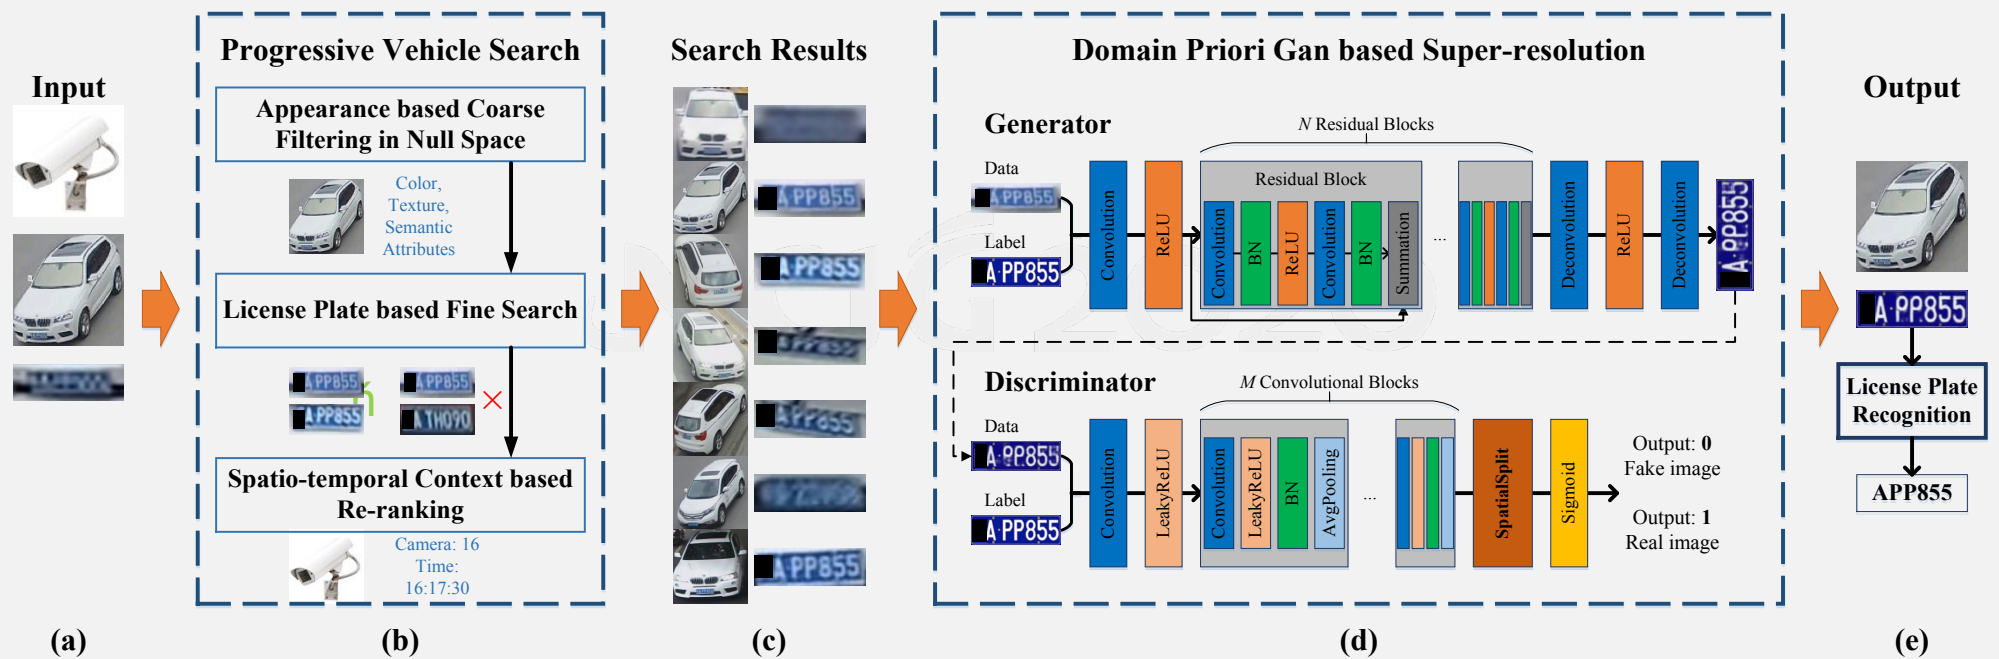 Input
Progressive Vehicle Search
Appearance based Coarse
Filtering in Null Space
Color,
Texture,
Semantic
Attributes
License Plate based Fine Search
A PP855
A PP855
A·PP855
A TH090
Spatio-temporal Context based
Re-ranking
Camera: 16
Time:
16:17:30
Search Results
A PP855
A·PP855
A PP855
A PP855
A·PP855
Domain Priori Gan based Super-resolution
Generator
N Residual Blocks
Data
A PP855
Label
A·PP855
Convolution
ReLU
Residual Block
Convolution
BN
ReLU
Convolution
BN
Summation
...
Deconvolution
ReLU
Deconvolution
A·PP855
Discriminator
M Convolutional Blocks
Data
A·PP855
Label
A·PP855
Convolution
LeakyReLU
Convolution
LeakyReLU
BN
AvgPooling
...
SpatialSplit
Sigmoid
Output: 0
Fake image
Output: 1
Real image
Output
A·PP855
License Plate
Recognition
APP855
(a)
(b)
(c)
(d)
(e)